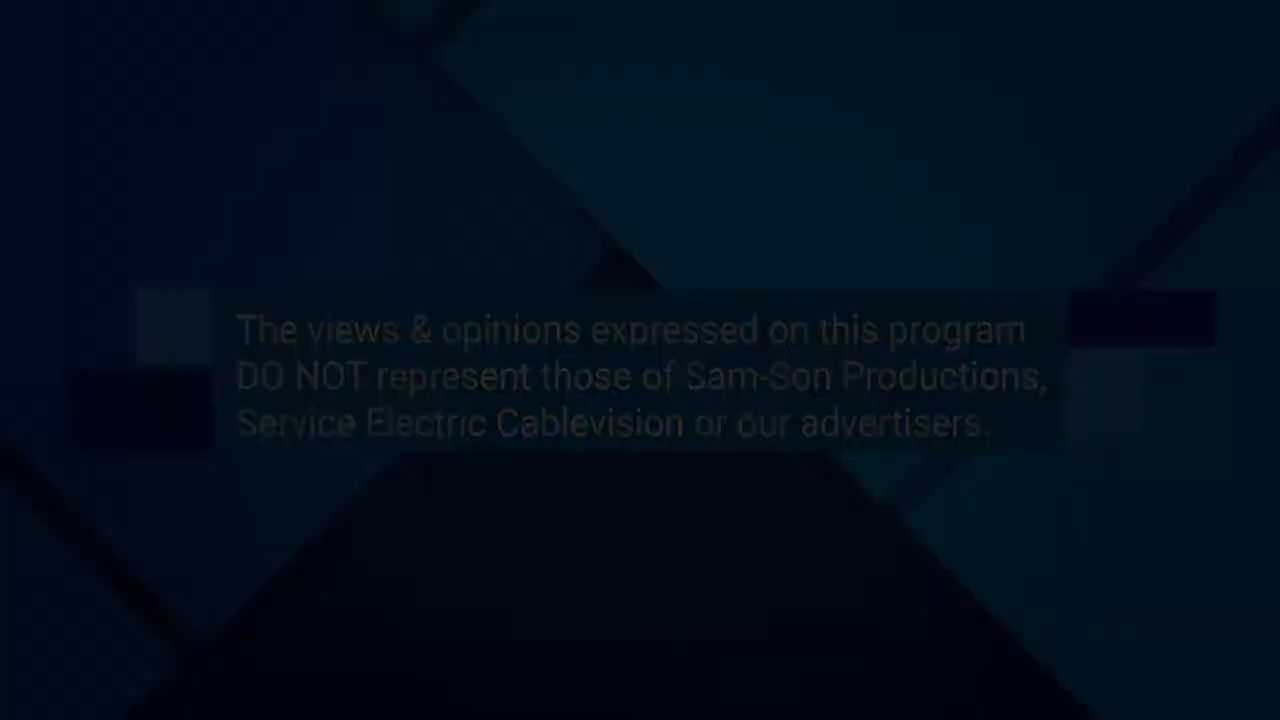 The views & opinions expressed on this program
DO NOT represent those of Sam-Son Productions,
Service Electric Cablevision or our advertisers.